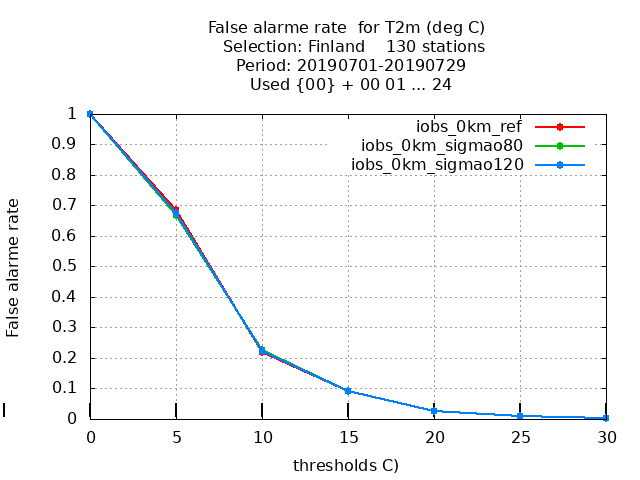 False alarme rate  for T2m (deg C)
Selection: Finland    130 stations
Period: 20190701-20190729
Used {00} + 00 01 ... 24
iobs_0km_ref
iobs_0km_sigmao80
iobs_0km_sigmao120
False alarme rate
1
0.9
0.8
0.7
0.6
0.5
0.4
0.3
0.2
0.1
0
0 5 10 15 20 25 30
thresholds C)